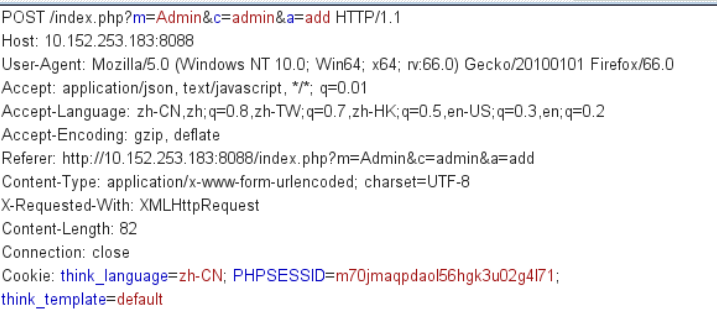 POST /index.php?m=Admin&c=admin&a=add HTTP/1.1
Host: 10.152.253.183:8088
User-Agent: Mozilla/5.0 (Windows NT 10.0; Win64; x64; rv:66.0) Gecko/20100101 Firefox/66.0
Accept: application/json, text/javascript, */*; q=0.01
Accept-Language: zh-CN,zh;q=0.8,zh-TW;q=0.7,zh-HK;q=0.5,en-US;q=0.3,en;q=0.2
Accept-Encoding: gzip, deflate
Referer: http://10.152.253.183:8088/index.php?m=Admin&c=admin&a=add
Content-Type: application/x-www-form-urlencoded; charset=UTF-8
X-Requested-With: XMLHttpRequest
Content-Length: 82
Connection: close
Cookie: think_language=zh-CN; PHPSESSID=m70jmaqpdaol56hgk3u02g4l71;
think_template=default